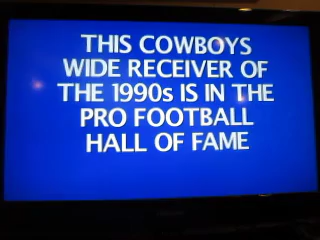 THIS COWBOYS
WIDE RECEIVER OF
THE 1990s IS IN THE
PRO FOOTBALL
HALL OF FAME